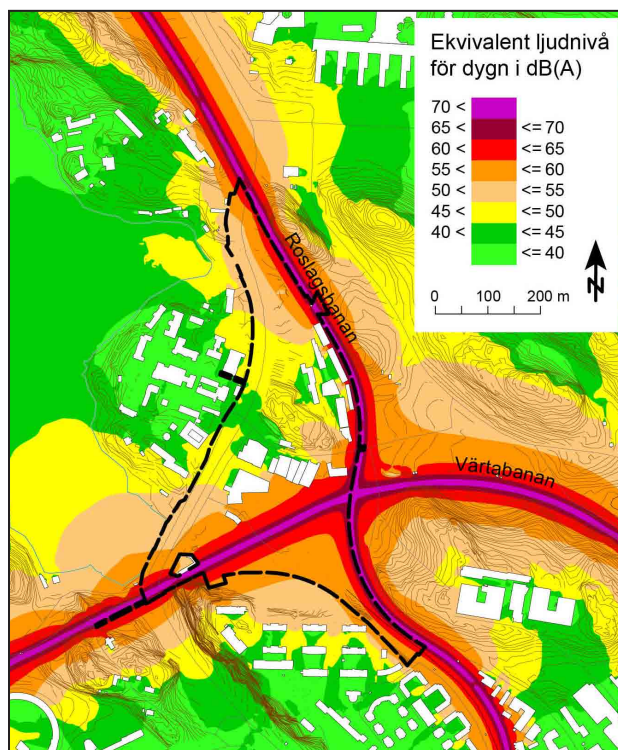 Ekvivalent ljudnivå
för dygn i dB(A)
70 <
65 < <= 70
60 < <= 65
55 < <= 60
50 < <= 55
45 < <= 50
40 < <= 45
<= 40
N
0 100 200 m
Roslagsbanan
Värtabanan